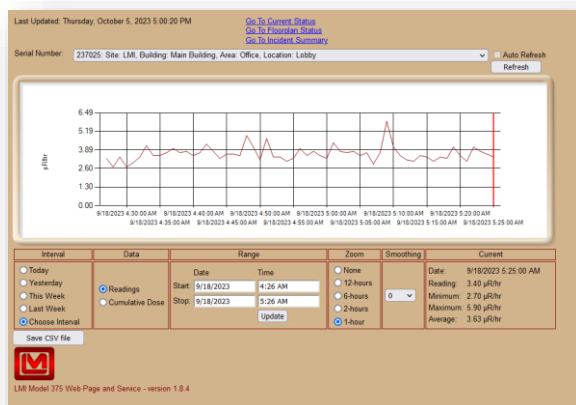 Last Updated: Thursday, October 5, 2023 5:00:20 PM
Go To Current Status
Go To Floorplan Status
Go To Incident Summary
Serial Number: 237025: Site: LMI, Building: Main Building, Area: Office, Location: Lobby
Auto Refresh
Refresh
6.49
5.19
3.89
2.60
1.30
0.00
µR/hr
9/18/2023 4:30:00 AM 9/18/2023 4:40:00 AM 9/18/2023 4:50:00 AM 9/18/2023 5:00:00 AM 9/18/2023 5:10:00 AM 9/18/2023 5:20:00 AM
9/18/2023 4:35:00 AM 9/18/2023 4:45:00 AM 9/18/2023 4:55:00 AM 9/18/2023 5:05:00 AM 9/18/2023 5:15:00 AM 9/18/2023 5:25:00 AM
Interval Data Range Zoom Smoothing Current
Today
Yesterday
This Week
Last Week
Choose Interval
Readings
Cumulative Dose
Date Time
Start: 9/18/2023 4:26 AM
Stop: 9/18/2023 5:26 AM
Update
None
12-hours
6-hours
2-hours
1-hour
0
Date: 9/18/2023 5:25:00 AM
Reading: 3.40 µR/hr
Minimum: 2.70 µR/hr
Maximum: 5.90 µR/hr
Average: 3.63 µR/hr
Save CSV file
LMI Model 375 Web Page and Service - version 1.8.4